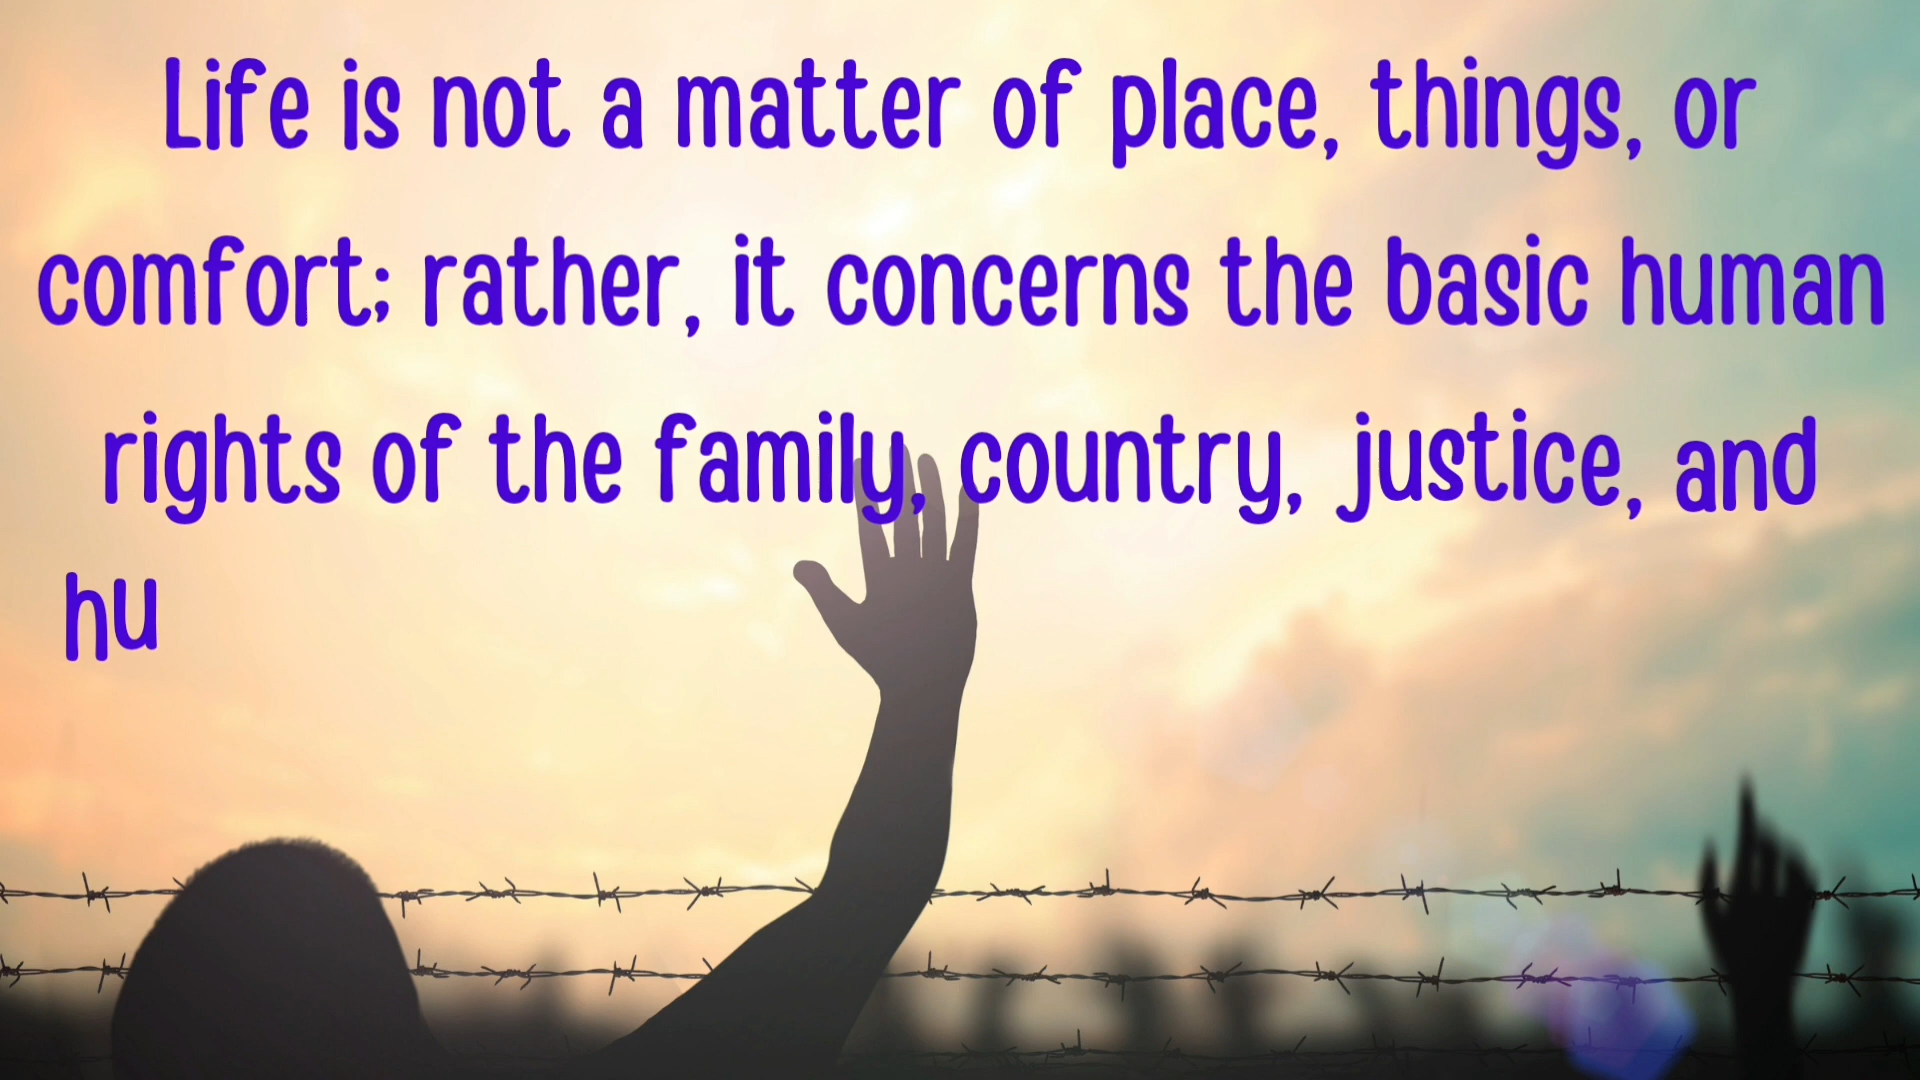 Life is not a matter of place, things, or
comfort; rather, it concerns the basic human
rights of the family, country, justice, and
hu